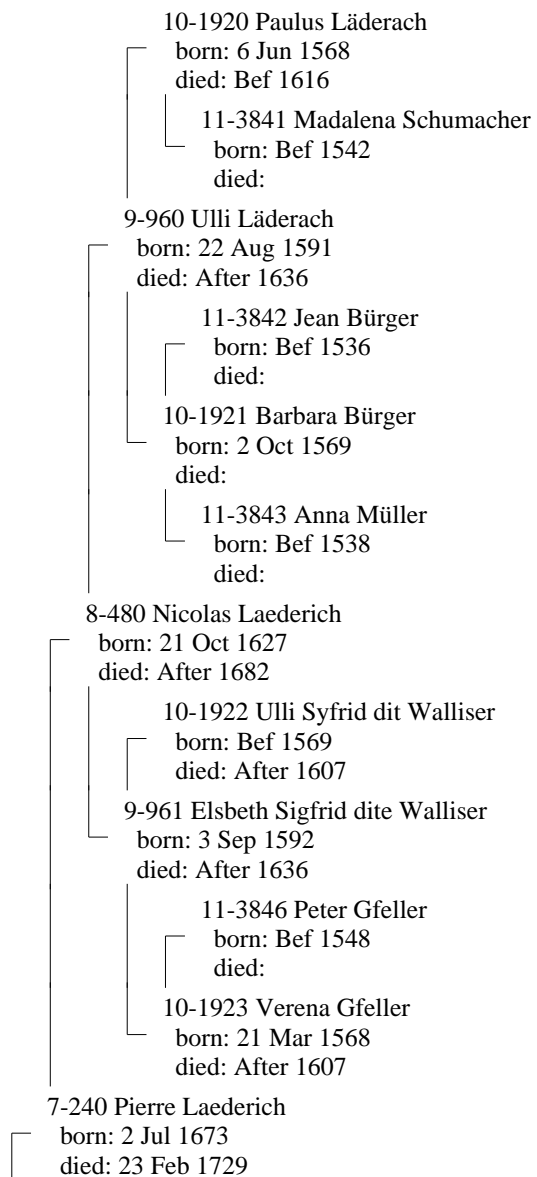 10-1920 Paulus Läderach
born: 6 Jun 1568
died: Bef 1616
11-3841 Madalena Schumacher
born: Bef 1542
died:
9-960 Ulli Läderach
born: 22 Aug 1591
died: After 1636
11-3842 Jean Bürger
born: Bef 1536
died:
10-1921 Barbara Bürger
born: 2 Oct 1569
died:
11-3843 Anna Müller
born: Bef 1538
died:
8-480 Nicolas Laederich
born: 21 Oct 1627
died: After 1682
10-1922 Ulli Syfrid dit Walliser
born: Bef 1569
died: After 1607
9-961 Elsbeth Sigfrid dite Walliser
born: 3 Sep 1592
died: After 1636
11-3846 Peter Gfeller
born: Bef 1548
died:
10-1923 Verena Gfeller
born: 21 Mar 1568
died: After 1607
7-240 Pierre Laederich
born: 2 Jul 1673
died: 23 Feb 1729